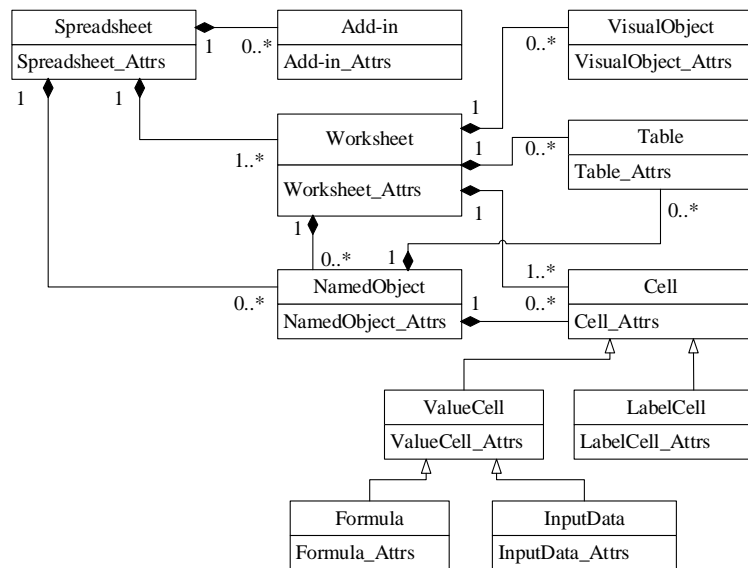 Spreadsheet
Spreadsheet_Attrs
1
0..*
Add-in
Add-in_Attrs
VisualObject
VisualObject_Attrs
0..*
1
1
1
Worksheet
Worksheet_Attrs
1..*
1
0..*
Table
Table_Attrs
0..*
1
1
0..*
1
1..*
0..*
NamedObject
NamedObject_Attrs
1
0..*
Cell
Cell_Attrs
ValueCell
ValueCell_Attrs
LabelCell
LabelCell_Attrs
Formula
Formula_Attrs
InputData
InputData_Attrs